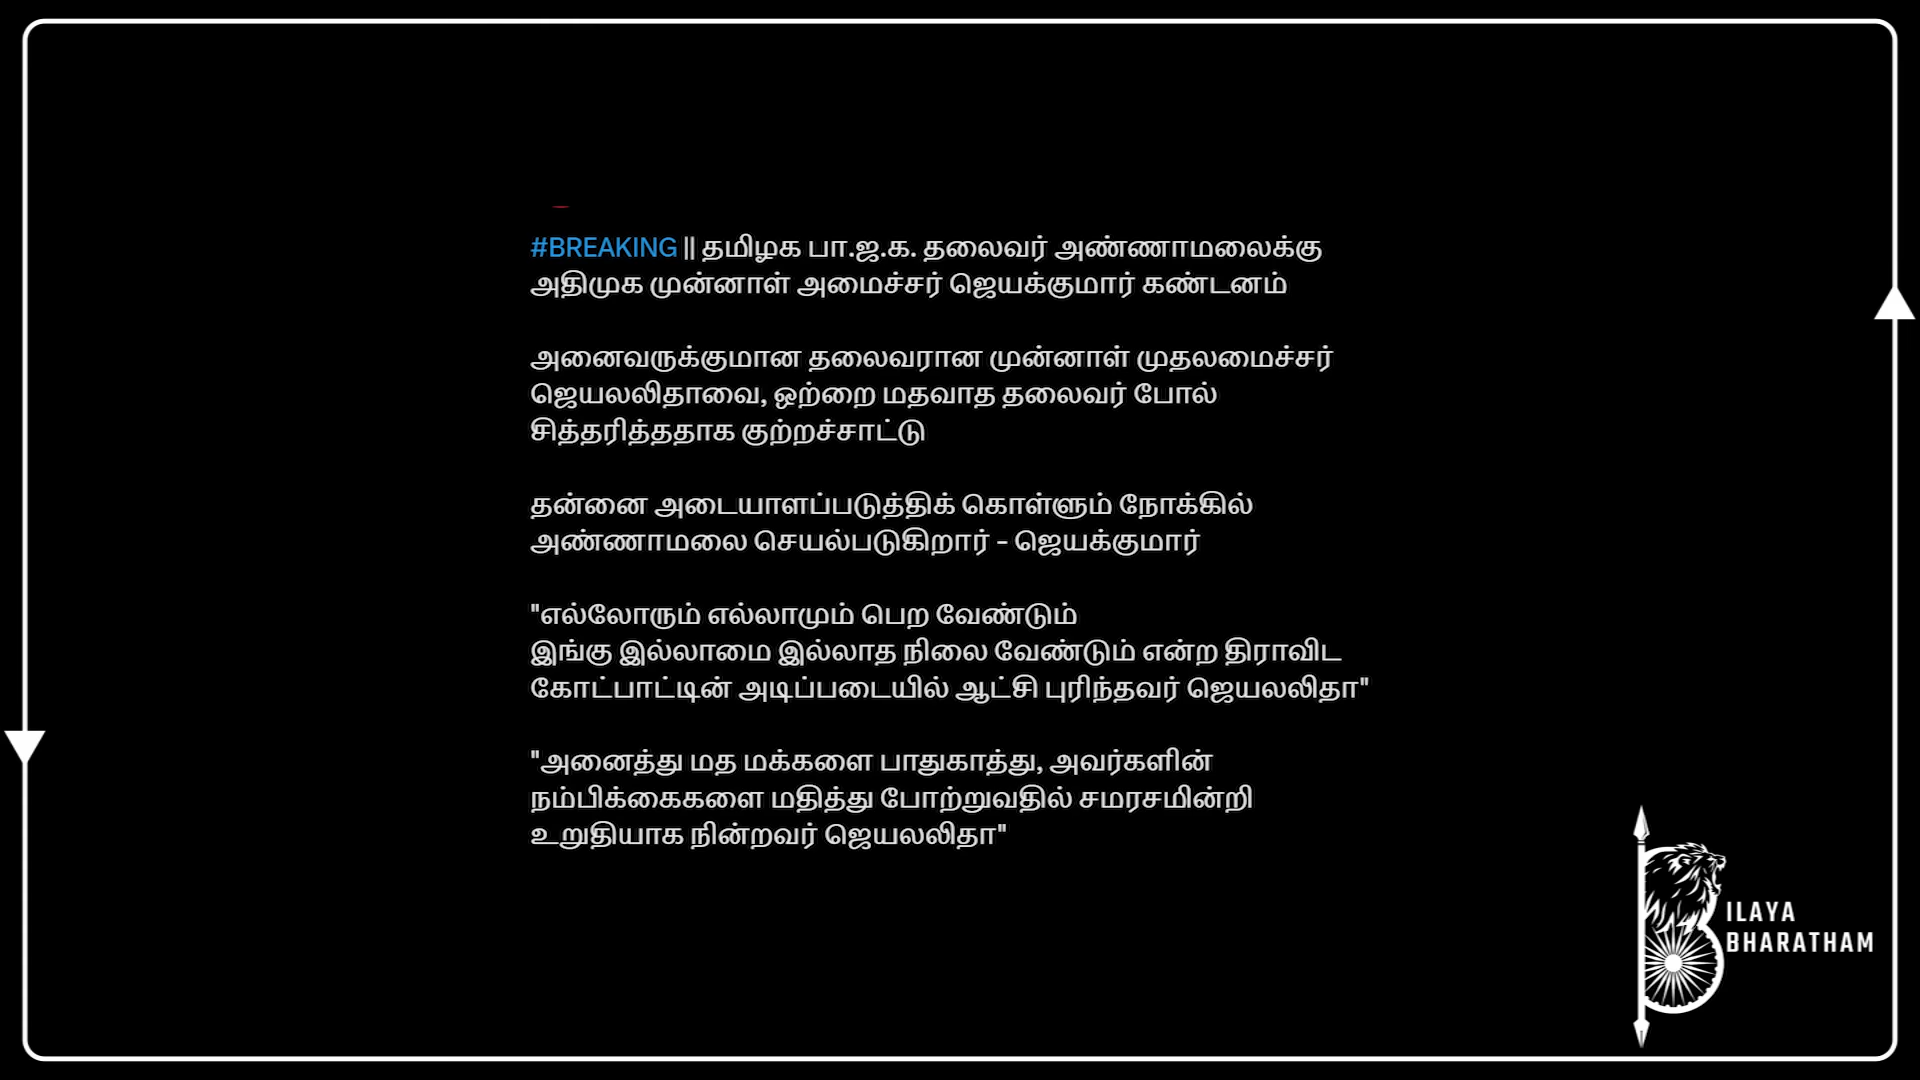 #BREAKING || தமிழக பா.ஜ.க. தலைவர் அண்ணாமலைக்கு
அதிமுக முன்னாள் அமைச்சர் ஜெயக்குமார் கண்டனம்
அனைவருக்குமான தலைவரான முன்னாள் முதலமைச்சர்
ஜெயலலிதாவை, ஒற்றை மதவாத தலைவர் போல்
சித்தரித்ததாக குற்றச்சாட்டு
தன்னை அடையாளப்படுத்திக் கொள்ளும் நோக்கில்
அண்ணாமலை செயல்படுகிறார் - ஜெயக்குமார்
"எல்லோரும் எல்லாமும் பெற வேண்டும்
இங்கு இல்லாமை இல்லாத நிலை வேண்டும் என்ற திராவிட
கோட்பாட்டின் அடிப்படையில் ஆட்சி புரிந்தவர் ஜெயலலிதா"
"அனைத்து மத மக்களை பாதுகாத்து, அவர்களின்
நம்பிக்கைகளை மதித்து போற்றுவதில் சமரசமின்றி
உறுதியாக நின்றவர் ஜெயலலிதா"
ILAYA
BHARATHAM